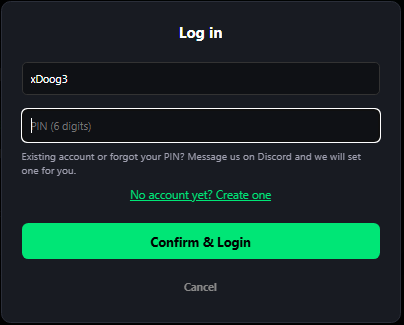 Log in
xDoog3
PIN (6 digits)
Existing account or forgot your PIN? Message us on Discord and we will set
one for you.
No account yet? Create one
Confirm & Login
Cancel